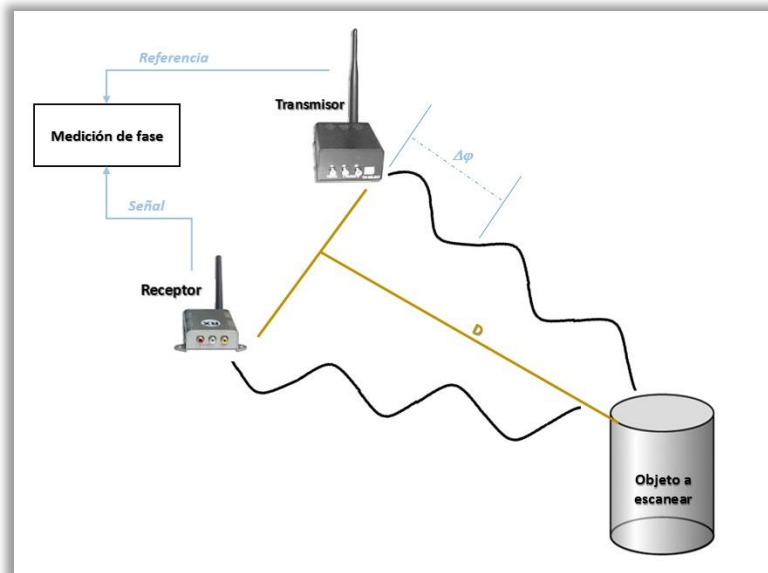 Referencia
Transmisor
Medición de fase
Δφ
Señal
Receptor
D
Objeto a
escanear